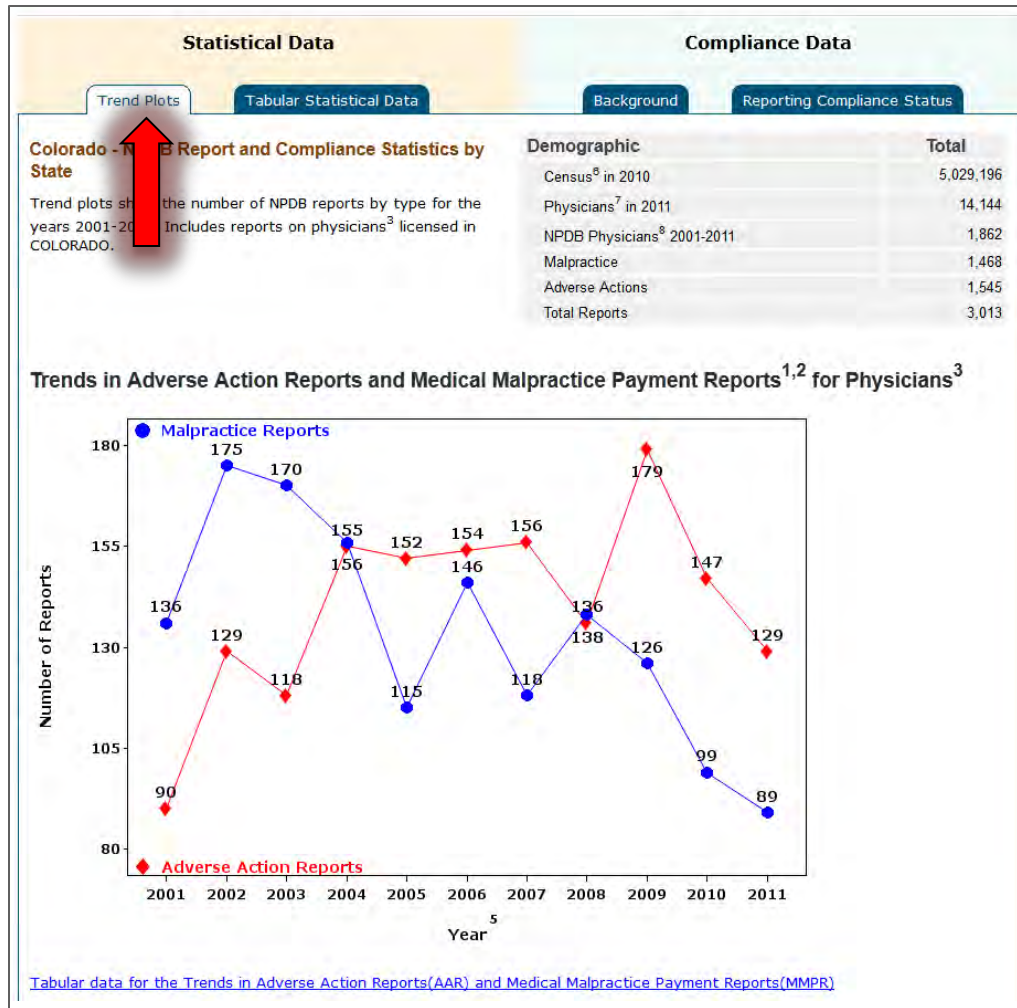 Statistical Data
Compliance Data
Trend Plots
Tabular Statistical Data
Background
Reporting Compliance Status
Colorado - N B Report and Compliance Statistics by
State
Trend plots sh the number of NPDB reports by type for the
years 2001-20 Includes reports on physicians3 licensed in
COLORADO.
Demographic Total
Census6 in 2010 5,029,196
Physicians7 in 2011 14,144
NPDB Physicians8 2001-2011 1,862
Malpractice 1,468
Adverse Actions 1,545
Total Reports 3,013
Trends in Adverse Action Reports and Medical Malpractice Payment Reports1,2 for Physicians3
Malpractice Reports
Number of Reports
180
155
130
105
80
136
175
170
155
156
115
146
118
136
138
126
99
89
90
129
118
152
154
156
179
147
129
Adverse Action Reports
2001 2002 2003 2004 2005 2006 2007 2008 2009 2010 2011
Year5
Tabular data for the Trends in Adverse Action Reports(AAR) and Medical Malpractice Payment Reports(MMPR)